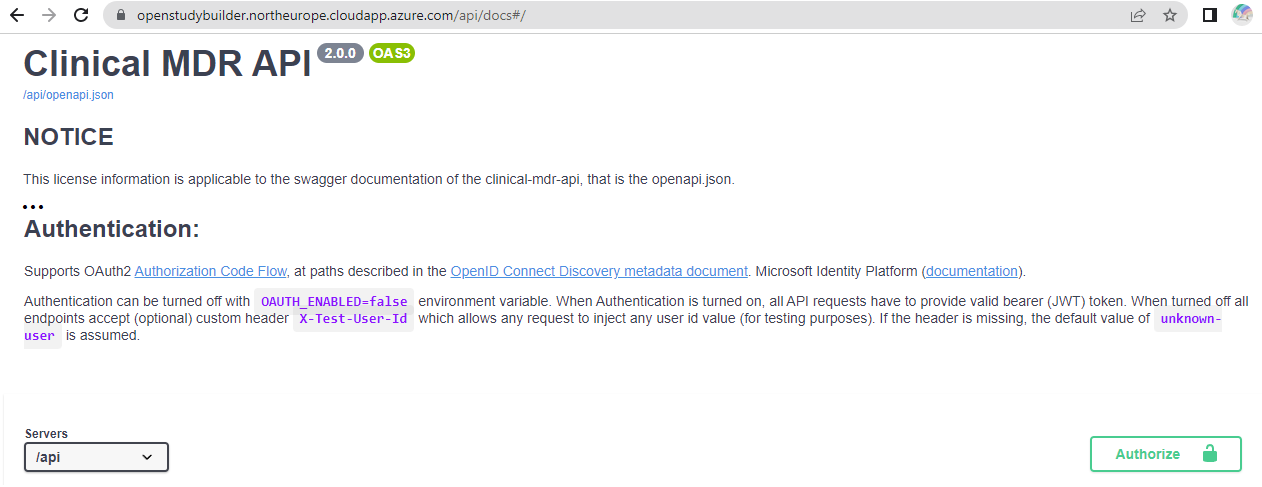 openstudybuilder.northeurope.cloudapp.azure.com/api/docs#/
Clinical MDR API 2.0.0 OAS3
/api/openapi.json
NOTICE
This license information is applicable to the swagger documentation of the clinical-mdr-api, that is the openapi.json.
...
Authentication:
Supports OAuth2 Authorization Code Flow, at paths described in the OpenID Connect Discovery metadata document. Microsoft Identity Platform (documentation).
Authentication can be turned off with OAUTH_ENABLED=false environment variable. When Authentication is turned on, all API requests have to provide valid bearer (JWT) token. When turned off all
endpoints accept (optional) custom header X-Test-User-Id which allows any request to inject any user id value (for testing purposes). If the header is missing, the default value of unknown-
user is assumed.
Servers
/api
Authorize